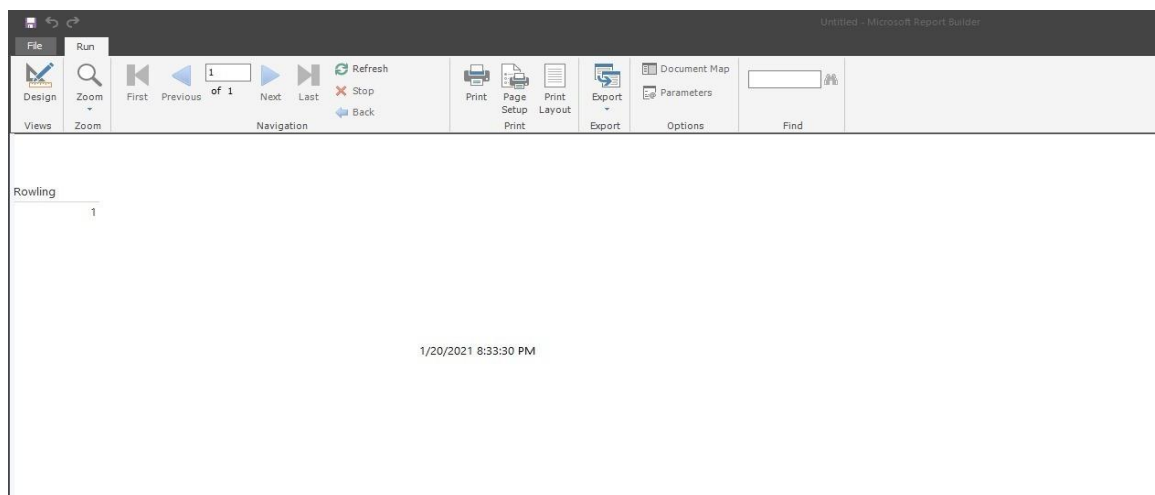 Untitled - Microsoft Report Builder
File Run
Design
Views
Zoom
Zoom
First Previous 1 of 1 Next Last
Refresh
Stop
Back
Navigation
Print Page Setup Print Layout
Print
Export
Export
Document Map
Parameters
Options
Find
Rowling
1
1/20/2021 8:33:30 PM